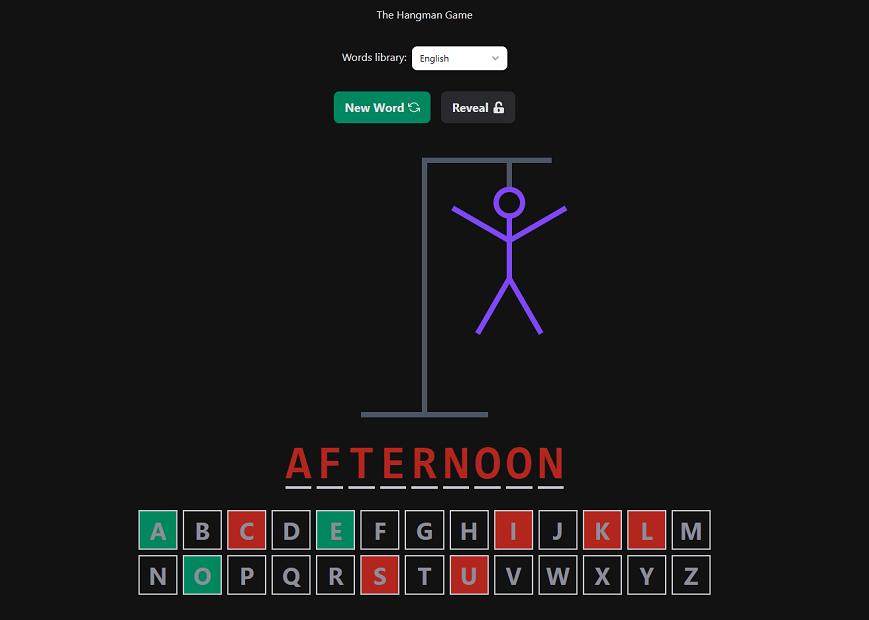 The Hangman Game
Words library: English
New Word Reveal
AFTERNOON
A B C D E F G H I J K L M
N O P Q R S T U V W X Y Z